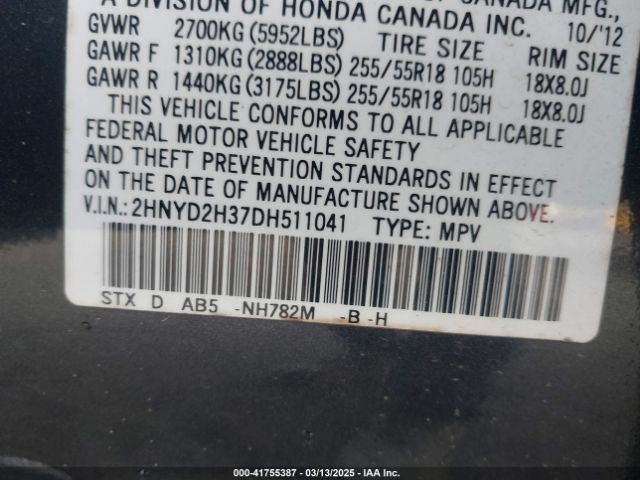 A DIVISION OF HONDA CANADA INC. 10/'12
CANADA MFG.,
GVWR 2700KG (5952LBS) TIRE SIZE RIM SIZE
GAWR F 1310KG (2888LBS) 255/55R18 105H 18X8.0J
GAWR R 1440KG (3175LBS) 255/55R18 105H 18X8.0J
THIS VEHICLE CONFORMS TO ALL APPLICABLE
FEDERAL MOTOR VEHICLE SAFETY
AND THEFT PREVENTION STANDARDS IN EFFECT
ON THE DATE OF MANUFACTURE SHOWN ABOVE.
V.I.N.: 2HNYD2H37DH511041 TYPE: MPV
STX D AB5 -NH782M -B -H
000-41755387 - 03/13/2025 - IAA Inc.